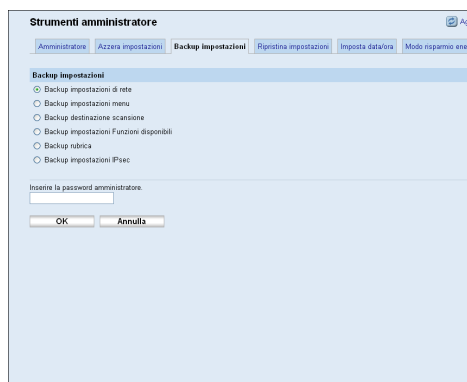 Strumenti amministratore
Amministratore Azzera impostazioni Backup impostazioni Ripristina impostazioni Imposta data/ora Modo risparmio
Backup impostazioni
Backup impostazioni di rete
Backup impostazioni menu
Backup destinazione scansione
Backup impostazioni Funzioni disponibili
Backup rubrica
Backup impostazioni IPsec
Inserire la password amministratore.
OK Annulla